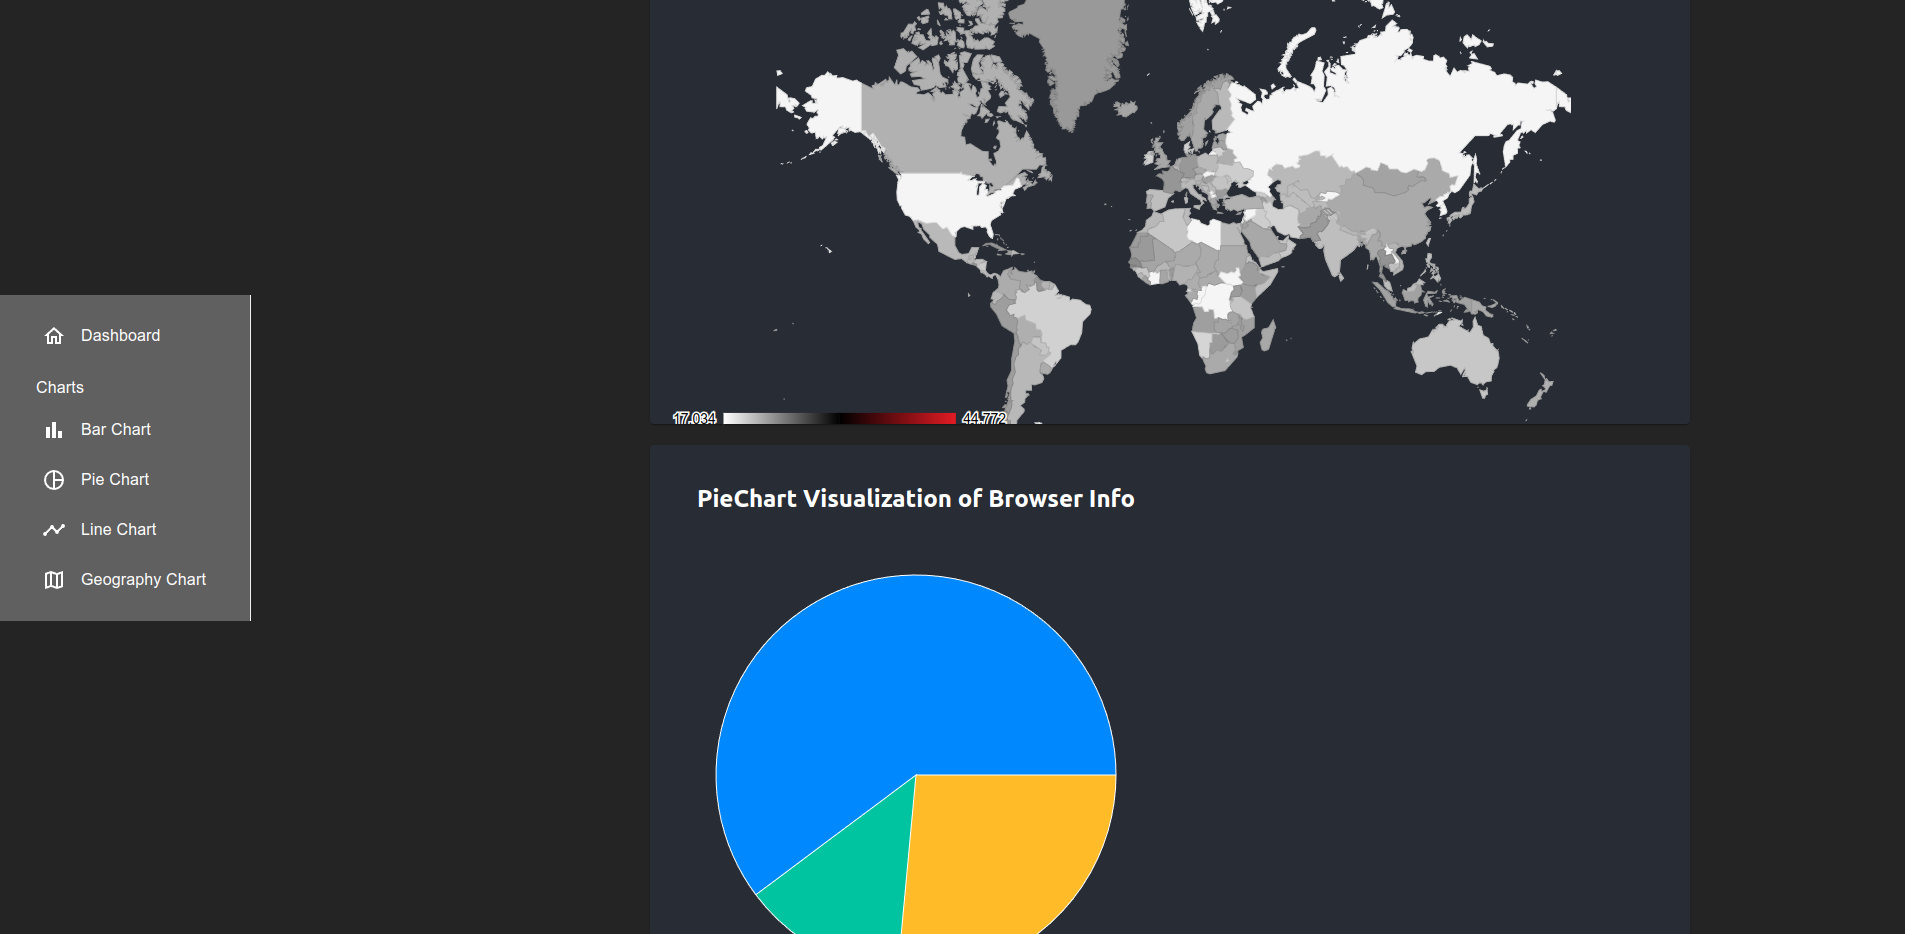 17.034 44.772
Dashboard
Charts
Bar Chart
Pie Chart
Line Chart
Geography Chart
PieChart Visualization of Browser Info